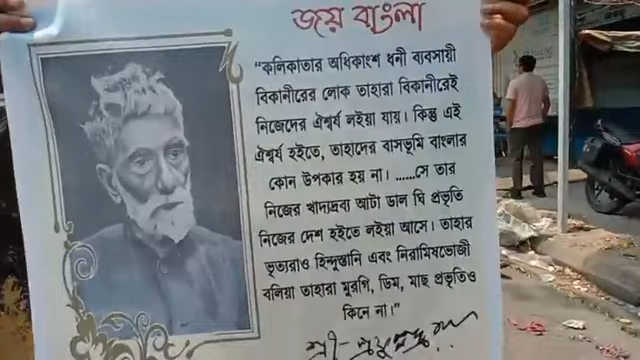 জয় বাংলা
“কলিকাতার অধিকাংশ ধনী ব্যবসায়ী
বিকানীরের লোক তাহারা বিকানীরেই
নিজেদের ঐশ্বর্য লইয়া যায়। কিন্তু এই
ঐশ্বর্য হইতে, তাহাদের বাসভূমি বাংলার
কোন উপকার হয় না। ......সে তার
নিজের খাদ্যদ্রব্য আটা ডাল ঘি প্রভৃতি
নিজের দেশ হইতে লইয়া আসে। তাহার
ভৃত্যরাও হিন্দুস্তানি এবং নিরামিষভোজী
বলিয়া তাহারা মুরগি, ডিম, মাছ প্রভৃতিও
কিনে না।”